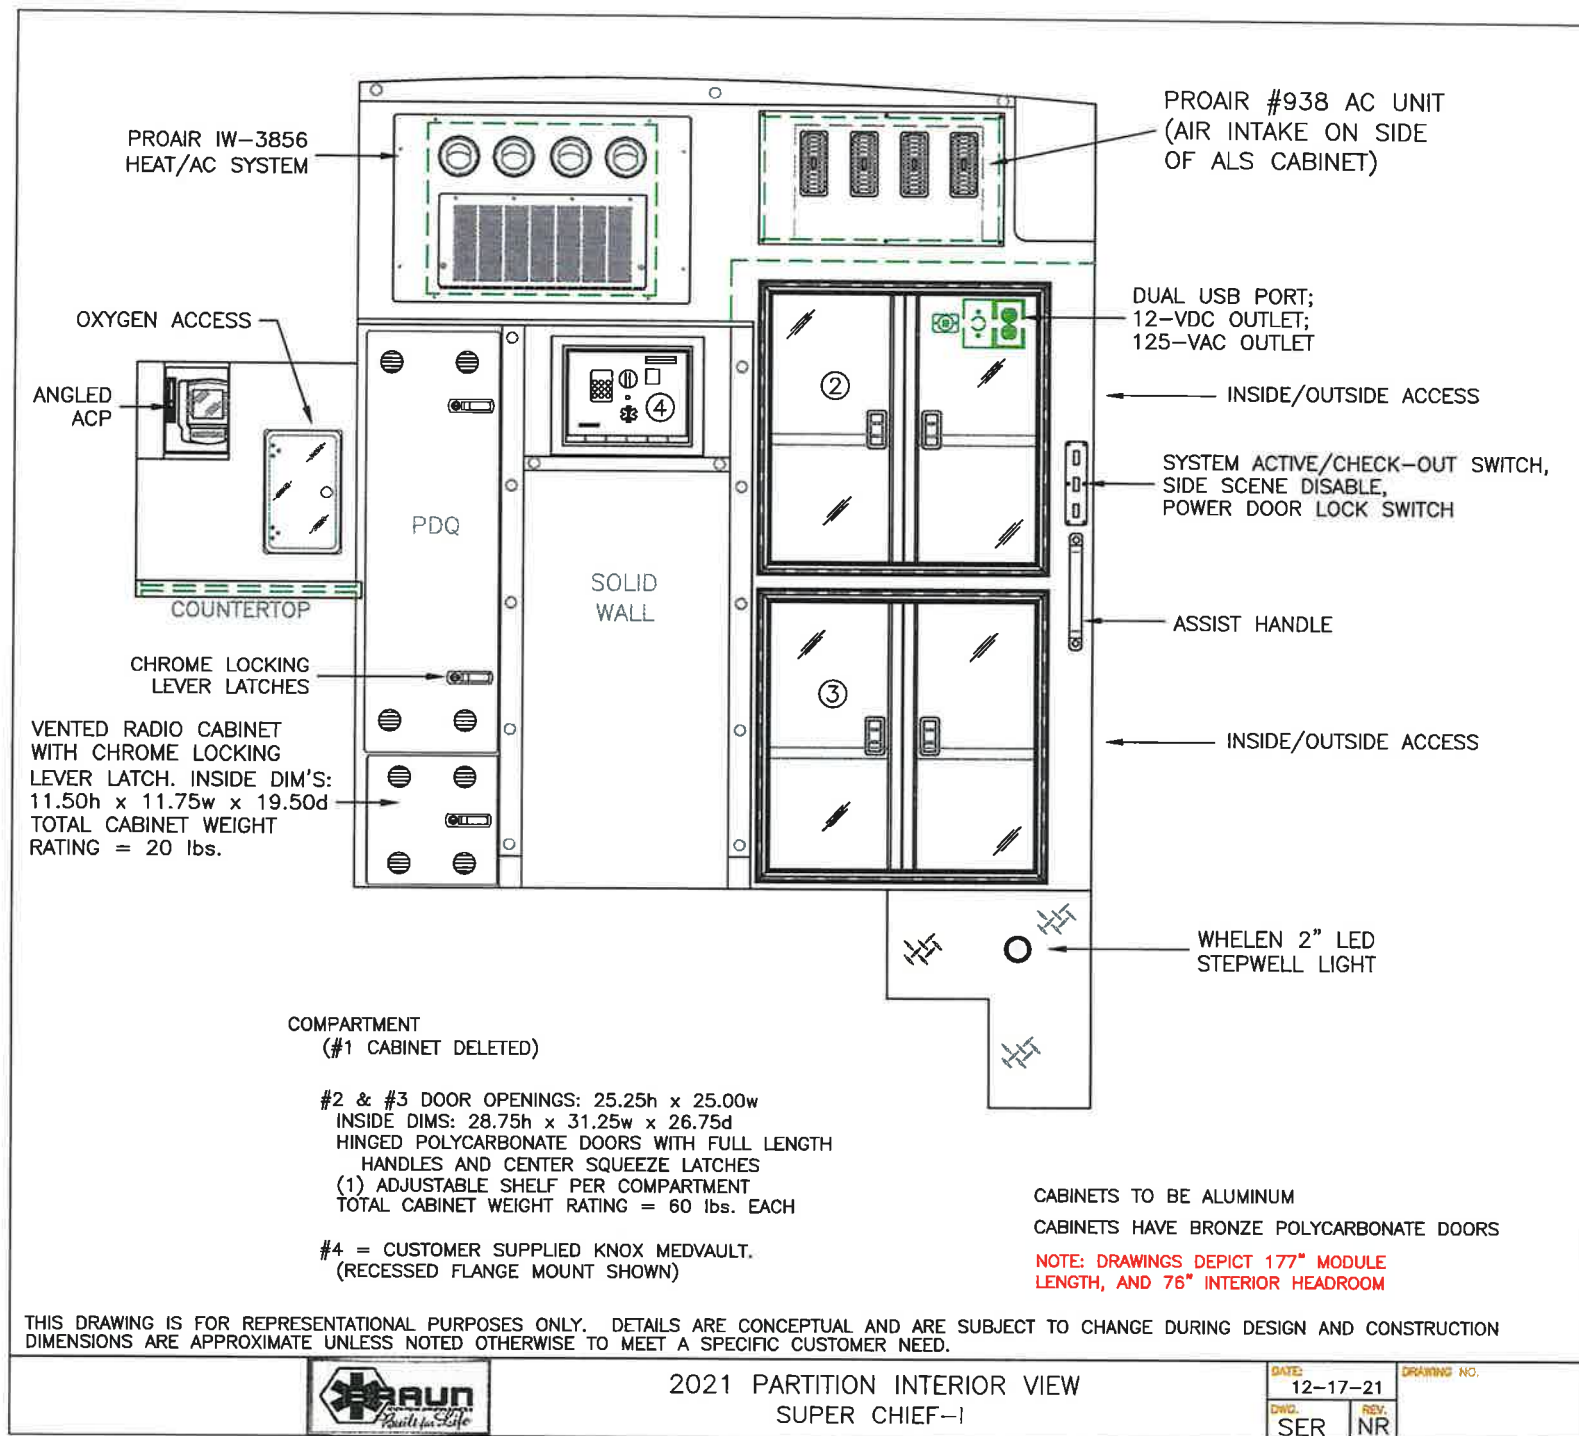 PROAIR IW-3856
HEAT/AC SYSTEM
PROAIR #938 AC UNIT
(AIR INTAKE ON SIDE
OF ALS CABINET)
OXYGEN ACCESS
ANGLED
ACP
DUAL USB PORT;
12-VDC OUTLET;
125-VAC OUTLET
2
4
INSIDE/OUTSIDE ACCESS
SYSTEM ACTIVE/CHECK-OUT SWITCH,
SIDE SCENE DISABLE,
POWER DOOR LOCK SWITCH
PDQ
SOLID
WALL
COUNTERTOP
ASSIST HANDLE
CHROME LOCKING
LEVER LATCHES
3
VENTED RADIO CABINET
WITH CHROME LOCKING
LEVER LATCH. INSIDE DIM'S:
11.50h x 11.75w x 19.50d
TOTAL CABINET WEIGHT
RATING = 20 lbs.
INSIDE/OUTSIDE ACCESS
WHELEN 2" LED
STEPWELL LIGHT
COMPARTMENT
(#1 CABINET DELETED)
#2 & #3 DOOR OPENINGS: 25.25h x 25.00w
INSIDE DIMS: 28.75h x 31.25w x 26.75d
HINGED POLYCARBONATE DOORS WITH FULL LENGTH
HANDLES AND CENTER SQUEEZE LATCHES
(1) ADJUSTABLE SHELF PER COMPARTMENT
TOTAL CABINET WEIGHT RATING = 60 lbs. EACH
#4 = CUSTOMER SUPPLIED KNOX MEDVAULT.
(RECESSED FLANGE MOUNT SHOWN)
CABINETS TO BE ALUMINUM
CABINETS HAVE BRONZE POLYCARBONATE DOORS
NOTE: DRAWINGS DEPICT 177" MODULE
LENGTH, AND 76" INTERIOR HEADROOM
THIS DRAWING IS FOR REPRESENTATIONAL PURPOSES ONLY. DETAILS ARE CONCEPTUAL AND ARE SUBJECT TO CHANGE DURING DESIGN AND CONSTRUCTION
DIMENSIONS ARE APPROXIMATE UNLESS NOTED OTHERWISE TO MEET A SPECIFIC CUSTOMER NEED.
BRAUN
Built for Life
2021 PARTITION INTERIOR VIEW
SUPER CHIEF-I
DATE:
12-17-21
DRAWING NO.
DWG.
SER
REV.
NR